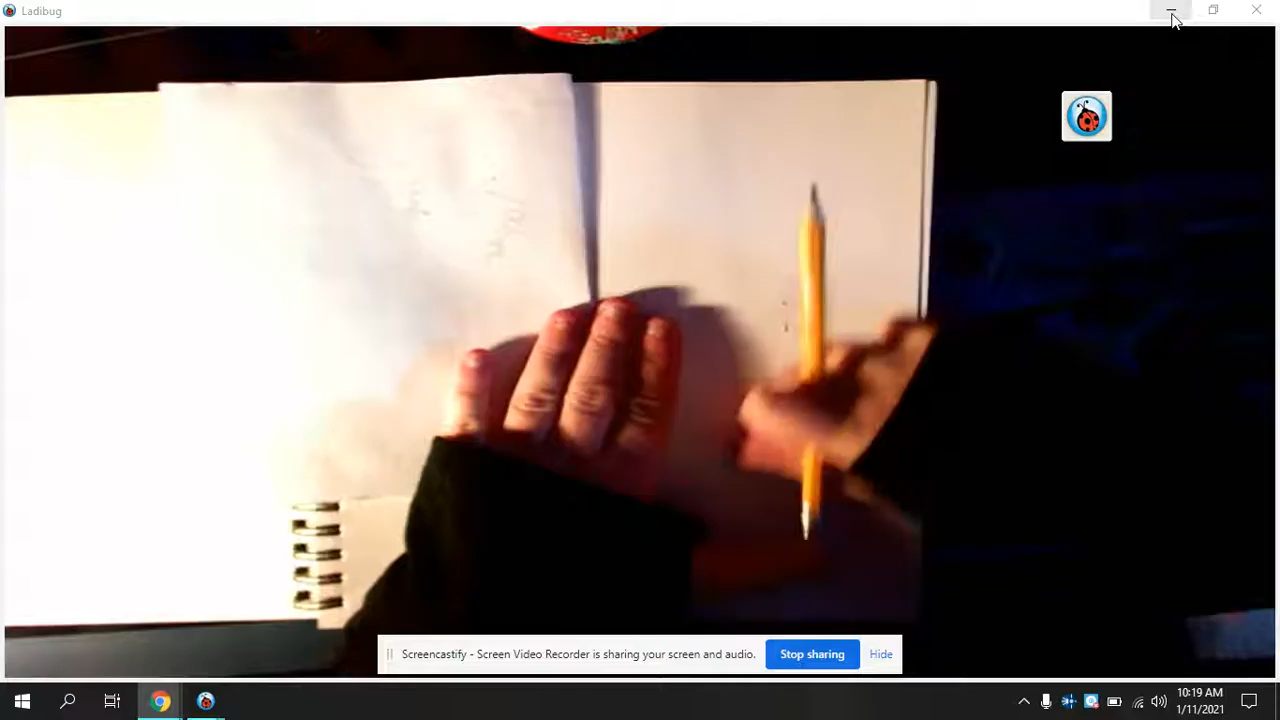 Ladibug
Screencastify - Screen Video Recorder is sharing your screen and audio.
Stop sharing
Hide
10:19 AM
1/11/2021